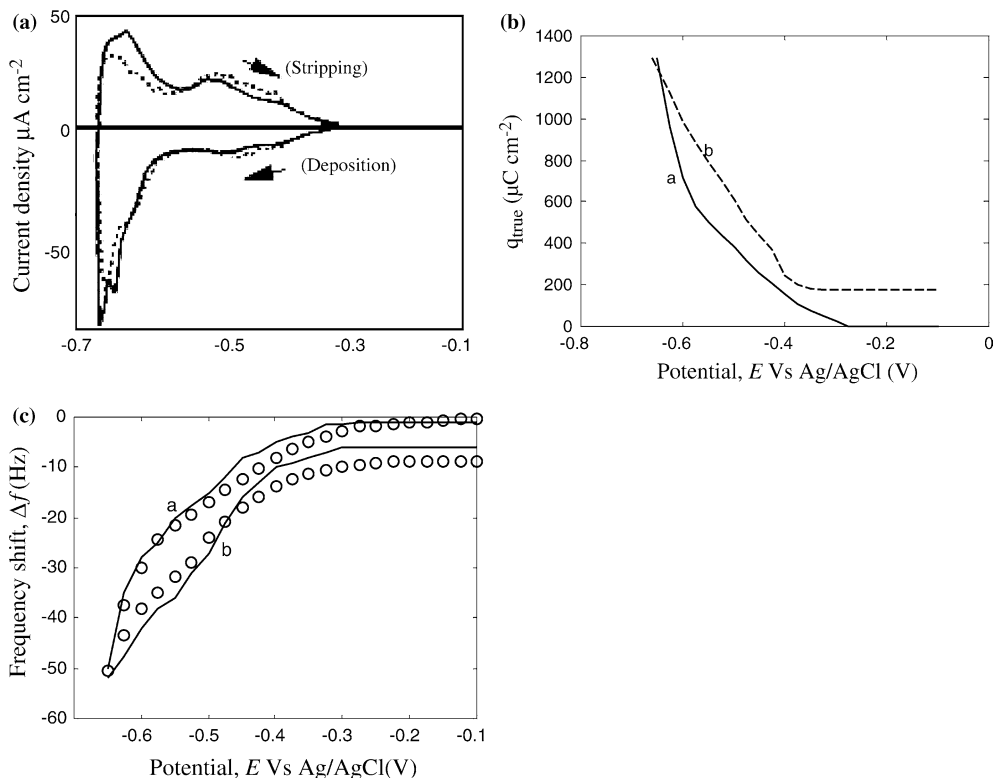 (a)
50
0
-50
Current density µA cm-2
(Stripping)
(Deposition)
-0.7
-0.5
-0.3
-0.1
(b)
1400
1200
1000
800
600
400
200
0
qtrue (µC cm-2)
b
a
-0.8
-0.6
-0.4
-0.2
0
Potential, E Vs Ag/AgCl (V)
(c)
0
-10
-20
-30
-40
-50
-60
Frequency shift, Δf (Hz)
a
b
-0.6
-0.5
-0.4
-0.3
-0.2
-0.1
Potential, E Vs Ag/AgCl(V)